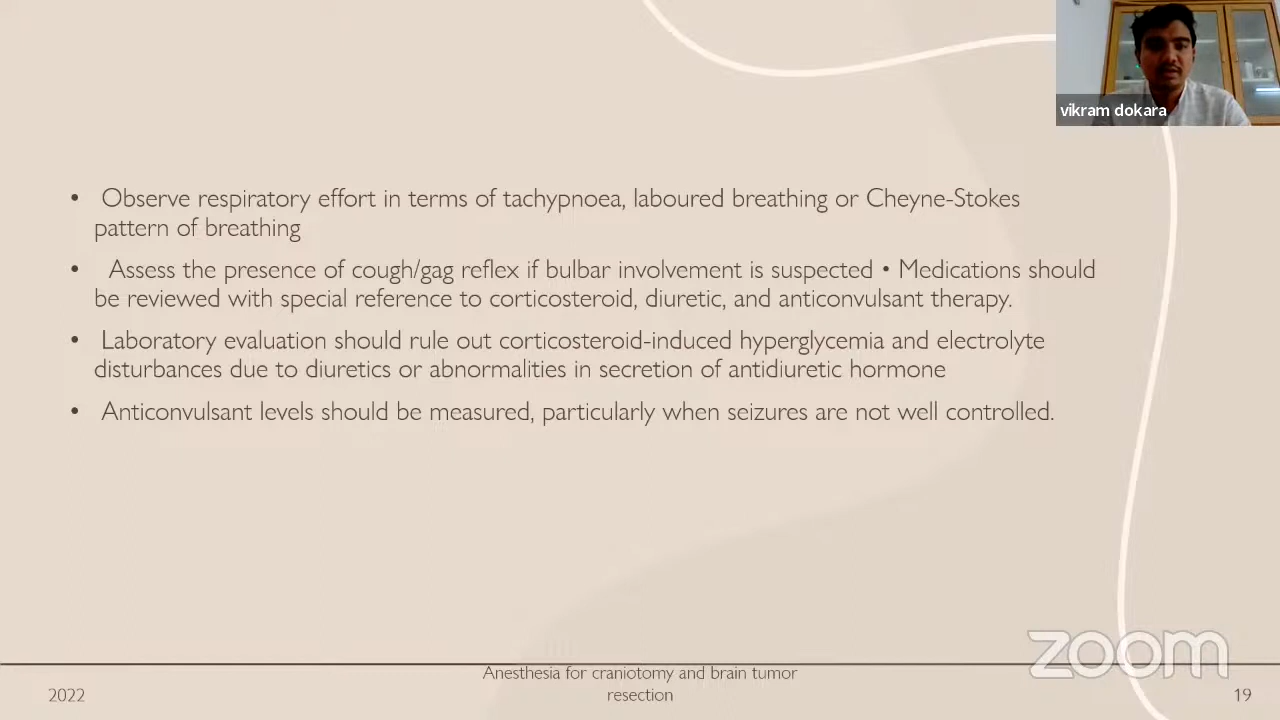 vikram dokara
• Observe respiratory effort in terms of tachypnoea, laboured breathing or Cheyne-Stokes
pattern of breathing
• Assess the presence of cough/gag reflex if bulbar involvement is suspected • Medications should
be reviewed with special reference to corticosteroid, diuretic, and anticonvulsant therapy.
• Laboratory evaluation should rule out corticosteroid-induced hyperglycemia and electrolyte
disturbances due to diuretics or abnormalities in secretion of antidiuretic hormone
• Anticonvulsant levels should be measured, particularly when seizures are not well controlled.
zoom
Anesthesia for craniotomy and brain tumor
resection
2022
19